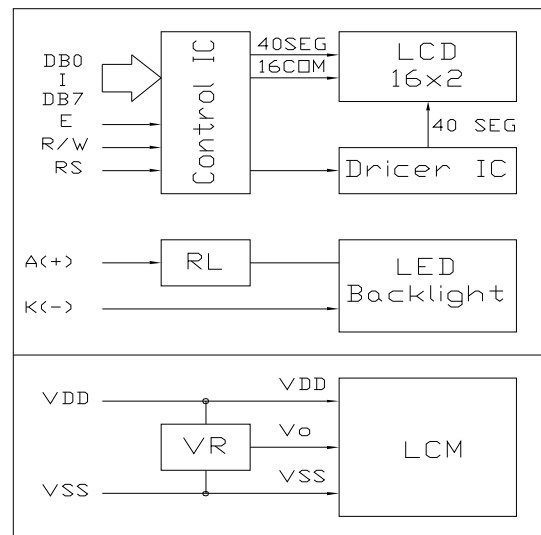 DB0
I
DB7
E
R/W
RS
Control IC
40SEG
16COM
LCD
16x2
40 SEG
Dricer IC
A(+)
RL
LED
Backlight
K(-)
VDD
VDD
VR
Vo
LCM
VSS
VSS